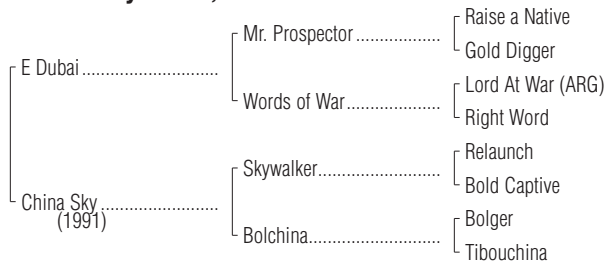 Raise a Native
Mr. Prospector
Gold Digger
E Dubai
Lord At War (ARG)
Words of War
Right Word
Relaunch
Skywalker
Bold Captive
China Sky
(1991)
Bolger
Bolchina
Tibouchina